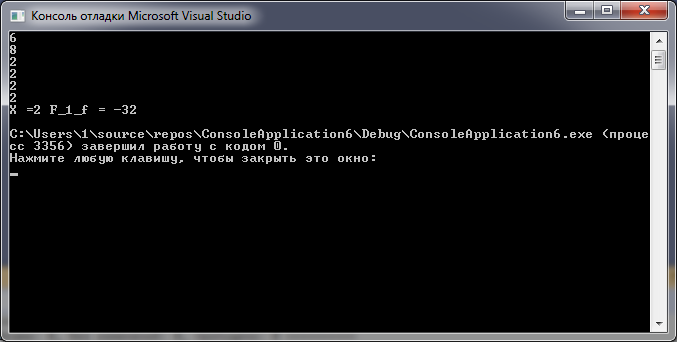 Консоль отладки Microsoft Visual Studio
6
8
2
2
2
2
X =2 F_1_f = -32
C:\Users\1\source\repos\ConsoleApplication6\Debug\ConsoleApplication6.exe (проце
сс 3356) завершил работу с кодом 0.
Нажмите любую клавишу, чтобы закрыть это окно: